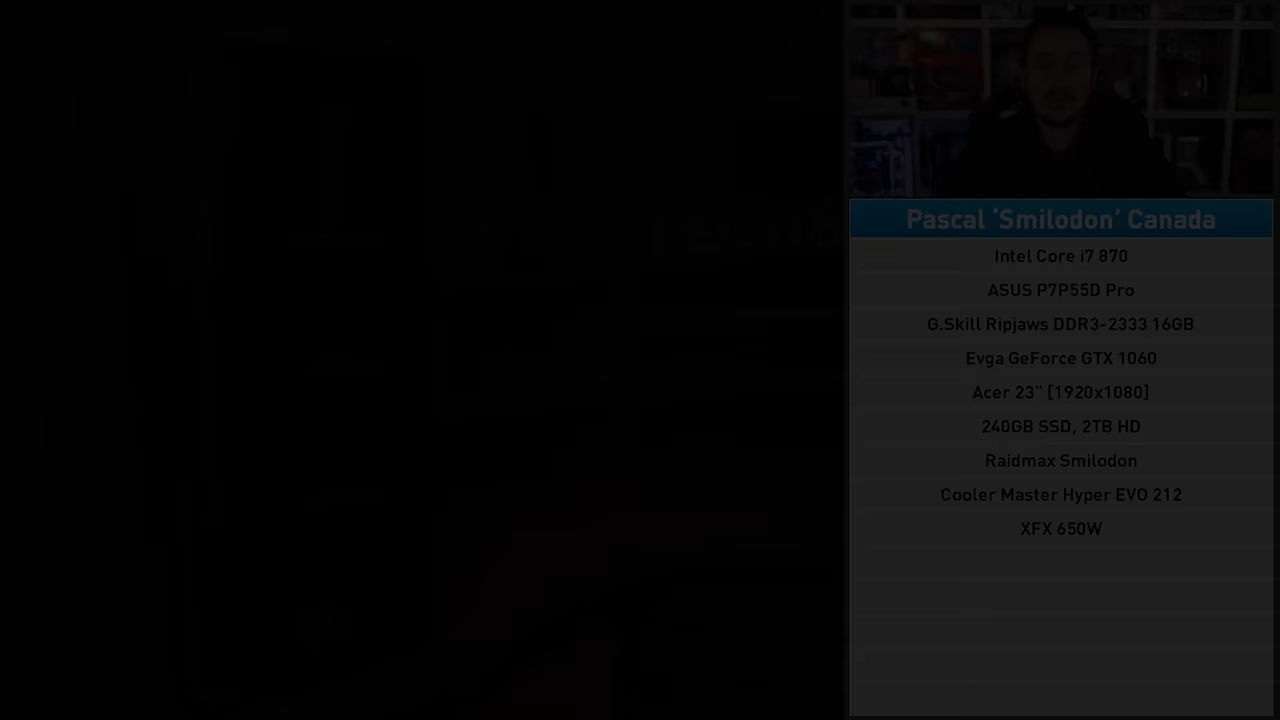 Pascal ‘Smilodon’ Canada
Intel Core i7 870
ASUS P7P55D Pro
G.Skill Ripjaws DDR3-2333 16GB
Evga GeForce GTX 1060
Acer 23” [1920x1080]
240GB SSD, 2TB HD
Raidmax Smilodon
Cooler Master Hyper EVO 212
XFX 650W